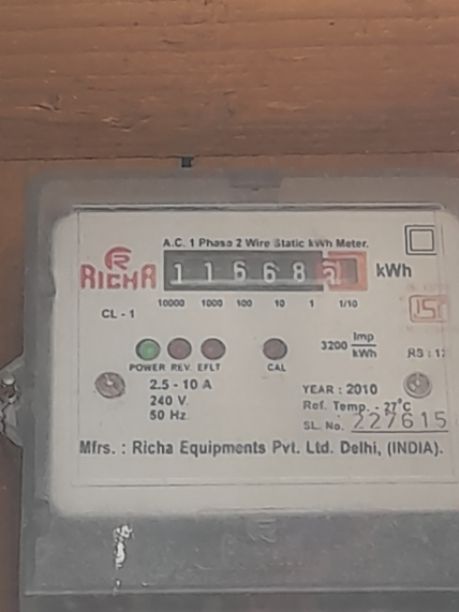 A.C. 1 Phase 2 Wire Static kWh Meter.
RICHA 11668 kWh
10000 1000 100 10 1 1/10
CL - 1
3200 Imp/kWh
POWER REV. EFLT CAL
RS : 1
2.5 - 10 A
240 V
50 Hz
YEAR : 2010
Ref. Temp. - 27°C
SL. No. 227615
Mfrs. : Richa Equipments Pvt. Ltd. Delhi, (INDIA).